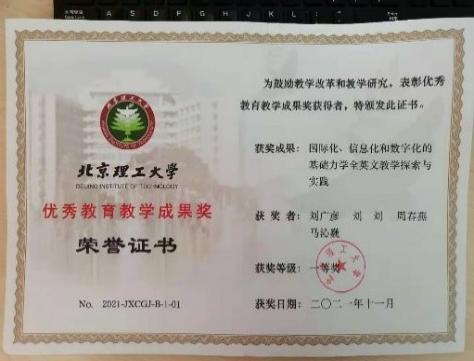 北京理工大学
BEIJING INSTITUTE OF TECHNOLOGY
优秀教育教学成果奖
荣誉证书
No. 2021-JXCGJ-B-1-01
为鼓励教学改革和教学研究，表彰优秀
教育教学成果奖获得者，特颁发此证书。
获奖成果：国际化、信息化和数字化的
基础力学全英文教学探索与
实践
获 奖 者：刘广彦 刘 刘 周春燕
马沁巍
获奖等级：一等奖
获奖日期：二〇二一年十一月